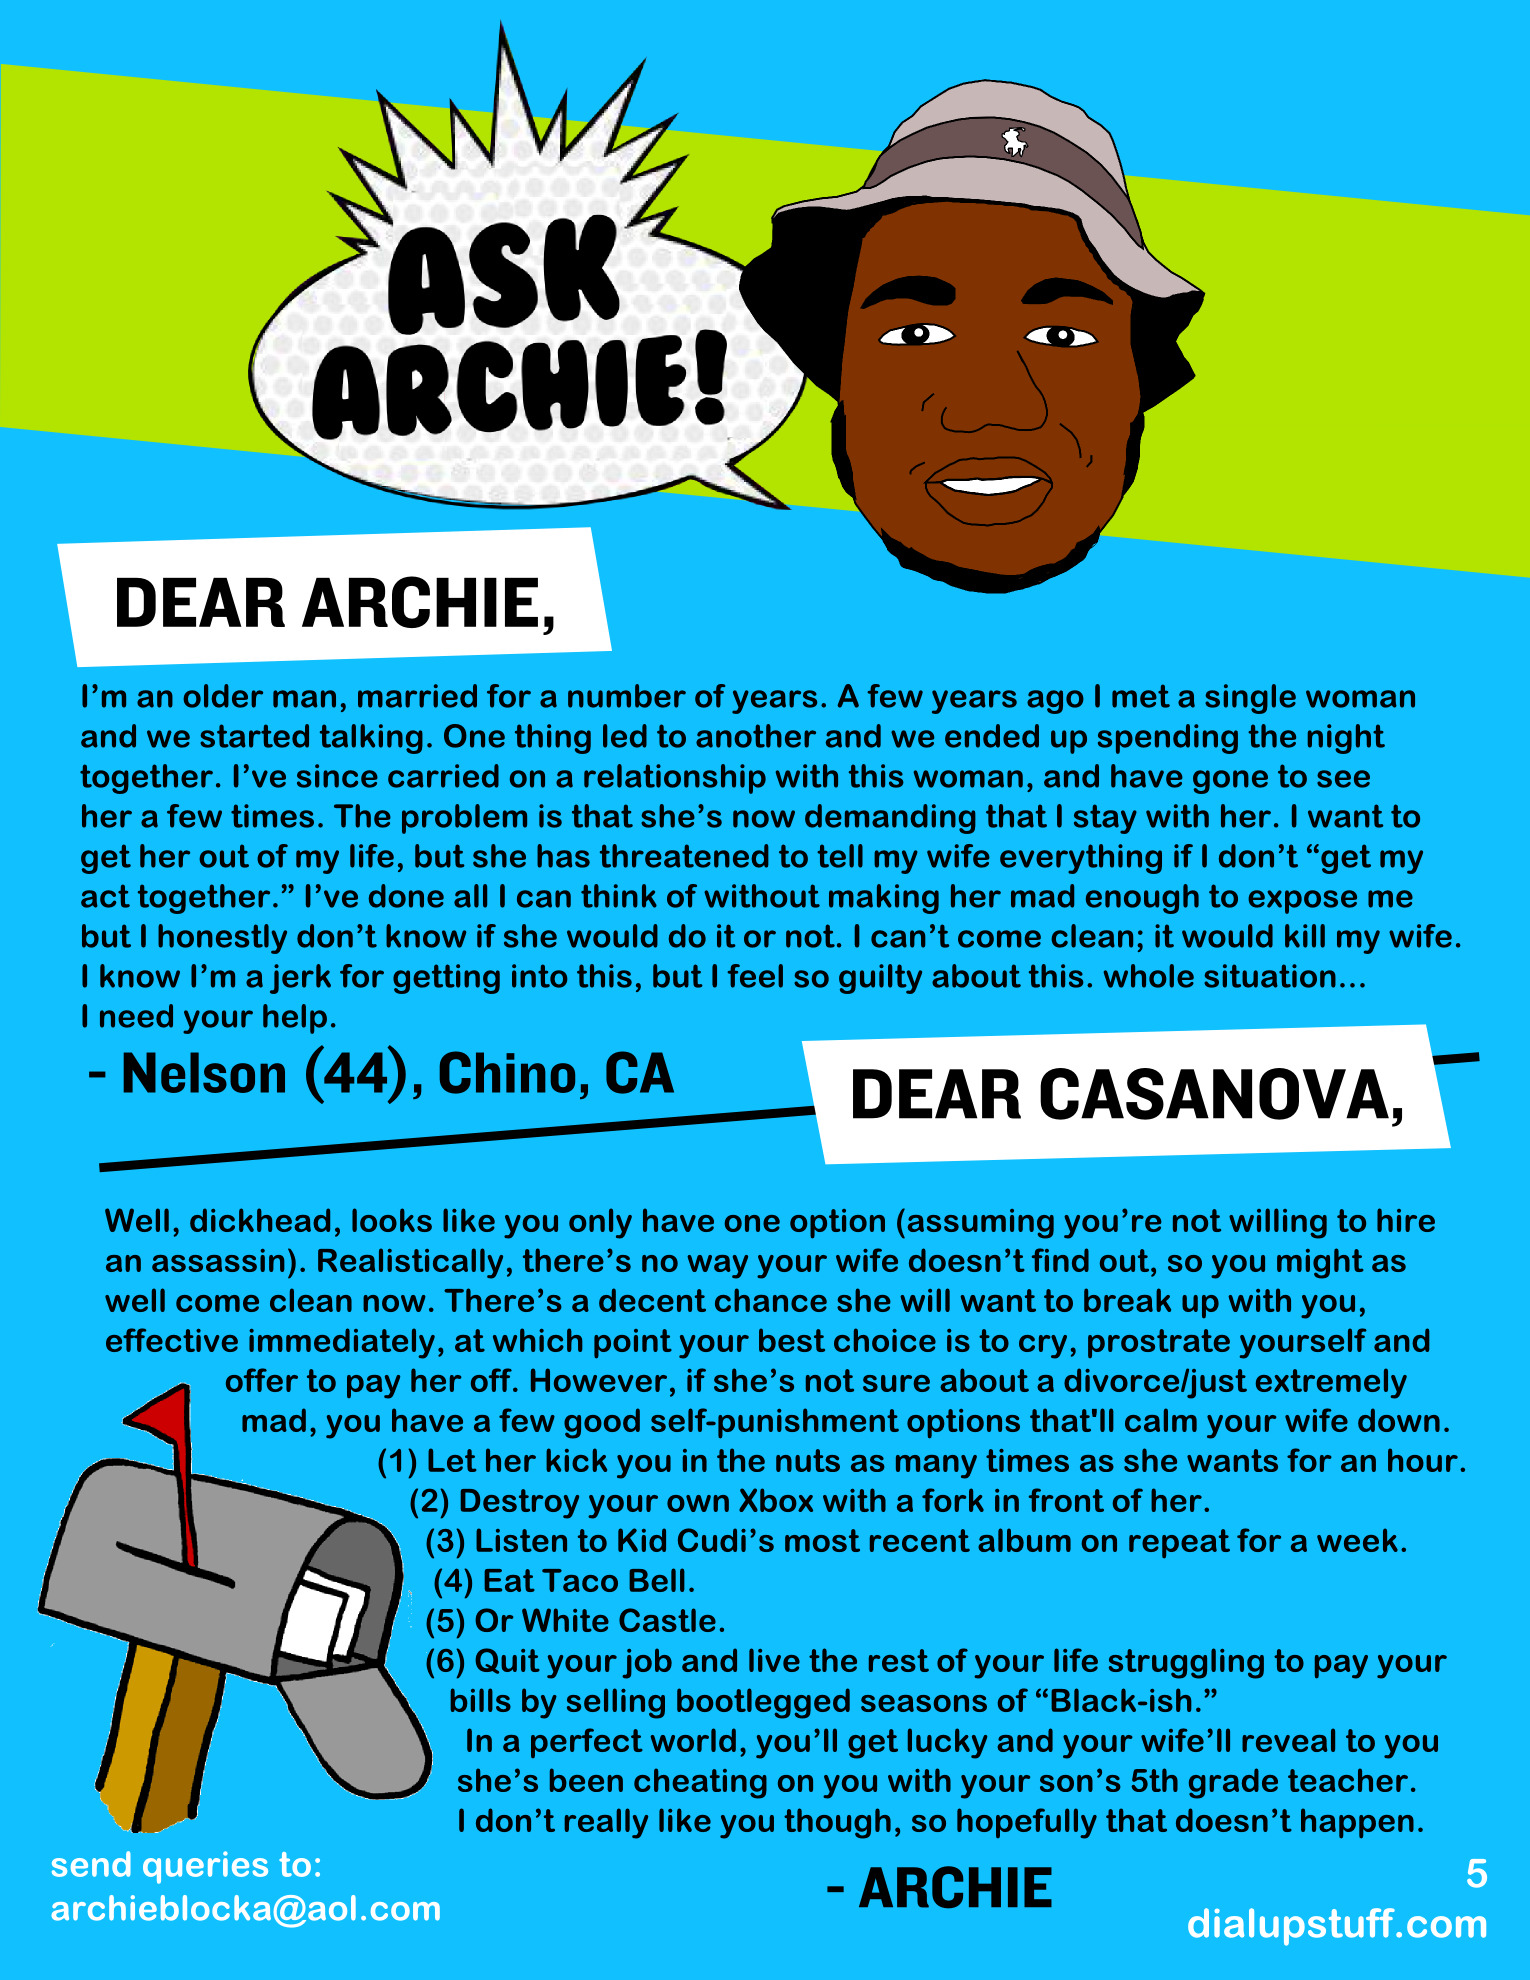 ASK
ARCHIE!
DEAR ARCHIE,
I’m an older man, married for a number of years. A few years ago I met a single woman
and we started talking. One thing led to another and we ended up spending the night
together. I’ve since carried on a relationship with this woman, and have gone to see
her a few times. The problem is that she’s now demanding that I stay with her. I want to
get her out of my life, but she has threatened to tell my wife everything if I don’t “get my
act together.” I’ve done all I can think of without making her mad enough to expose me
but I honestly don’t know if she would do it or not. I can’t come clean; it would kill my wife.
I know I’m a jerk for getting into this, but I feel so guilty about this. whole situation...
I need your help.
- Nelson (44), Chino, CA
DEAR CASANOVA,
Well, dickhead, looks like you only have one option (assuming you’re not willing to hire
an assassin). Realistically, there’s no way your wife doesn’t find out, so you might as
well come clean now. There’s a decent chance she will want to break up with you,
effective immediately, at which point your best choice is to cry, prostrate yourself and
offer to pay her off. However, if she’s not sure about a divorce/just extremely
mad, you have a few good self-punishment options that'll calm your wife down.
(1) Let her kick you in the nuts as many times as she wants for an hour.
(2) Destroy your own Xbox with a fork in front of her.
(3) Listen to Kid Cudi’s most recent album on repeat for a week.
(4) Eat Taco Bell.
(5) Or White Castle.
(6) Quit your job and live the rest of your life struggling to pay your
bills by selling bootlegged seasons of “Black-ish.”
In a perfect world, you’ll get lucky and your wife’ll reveal to you
she’s been cheating on you with your son’s 5th grade teacher.
I don’t really like you though, so hopefully that doesn’t happen.
- ARCHIE
send queries to:
archieblocka@aol.com
5
dialupstuff.com